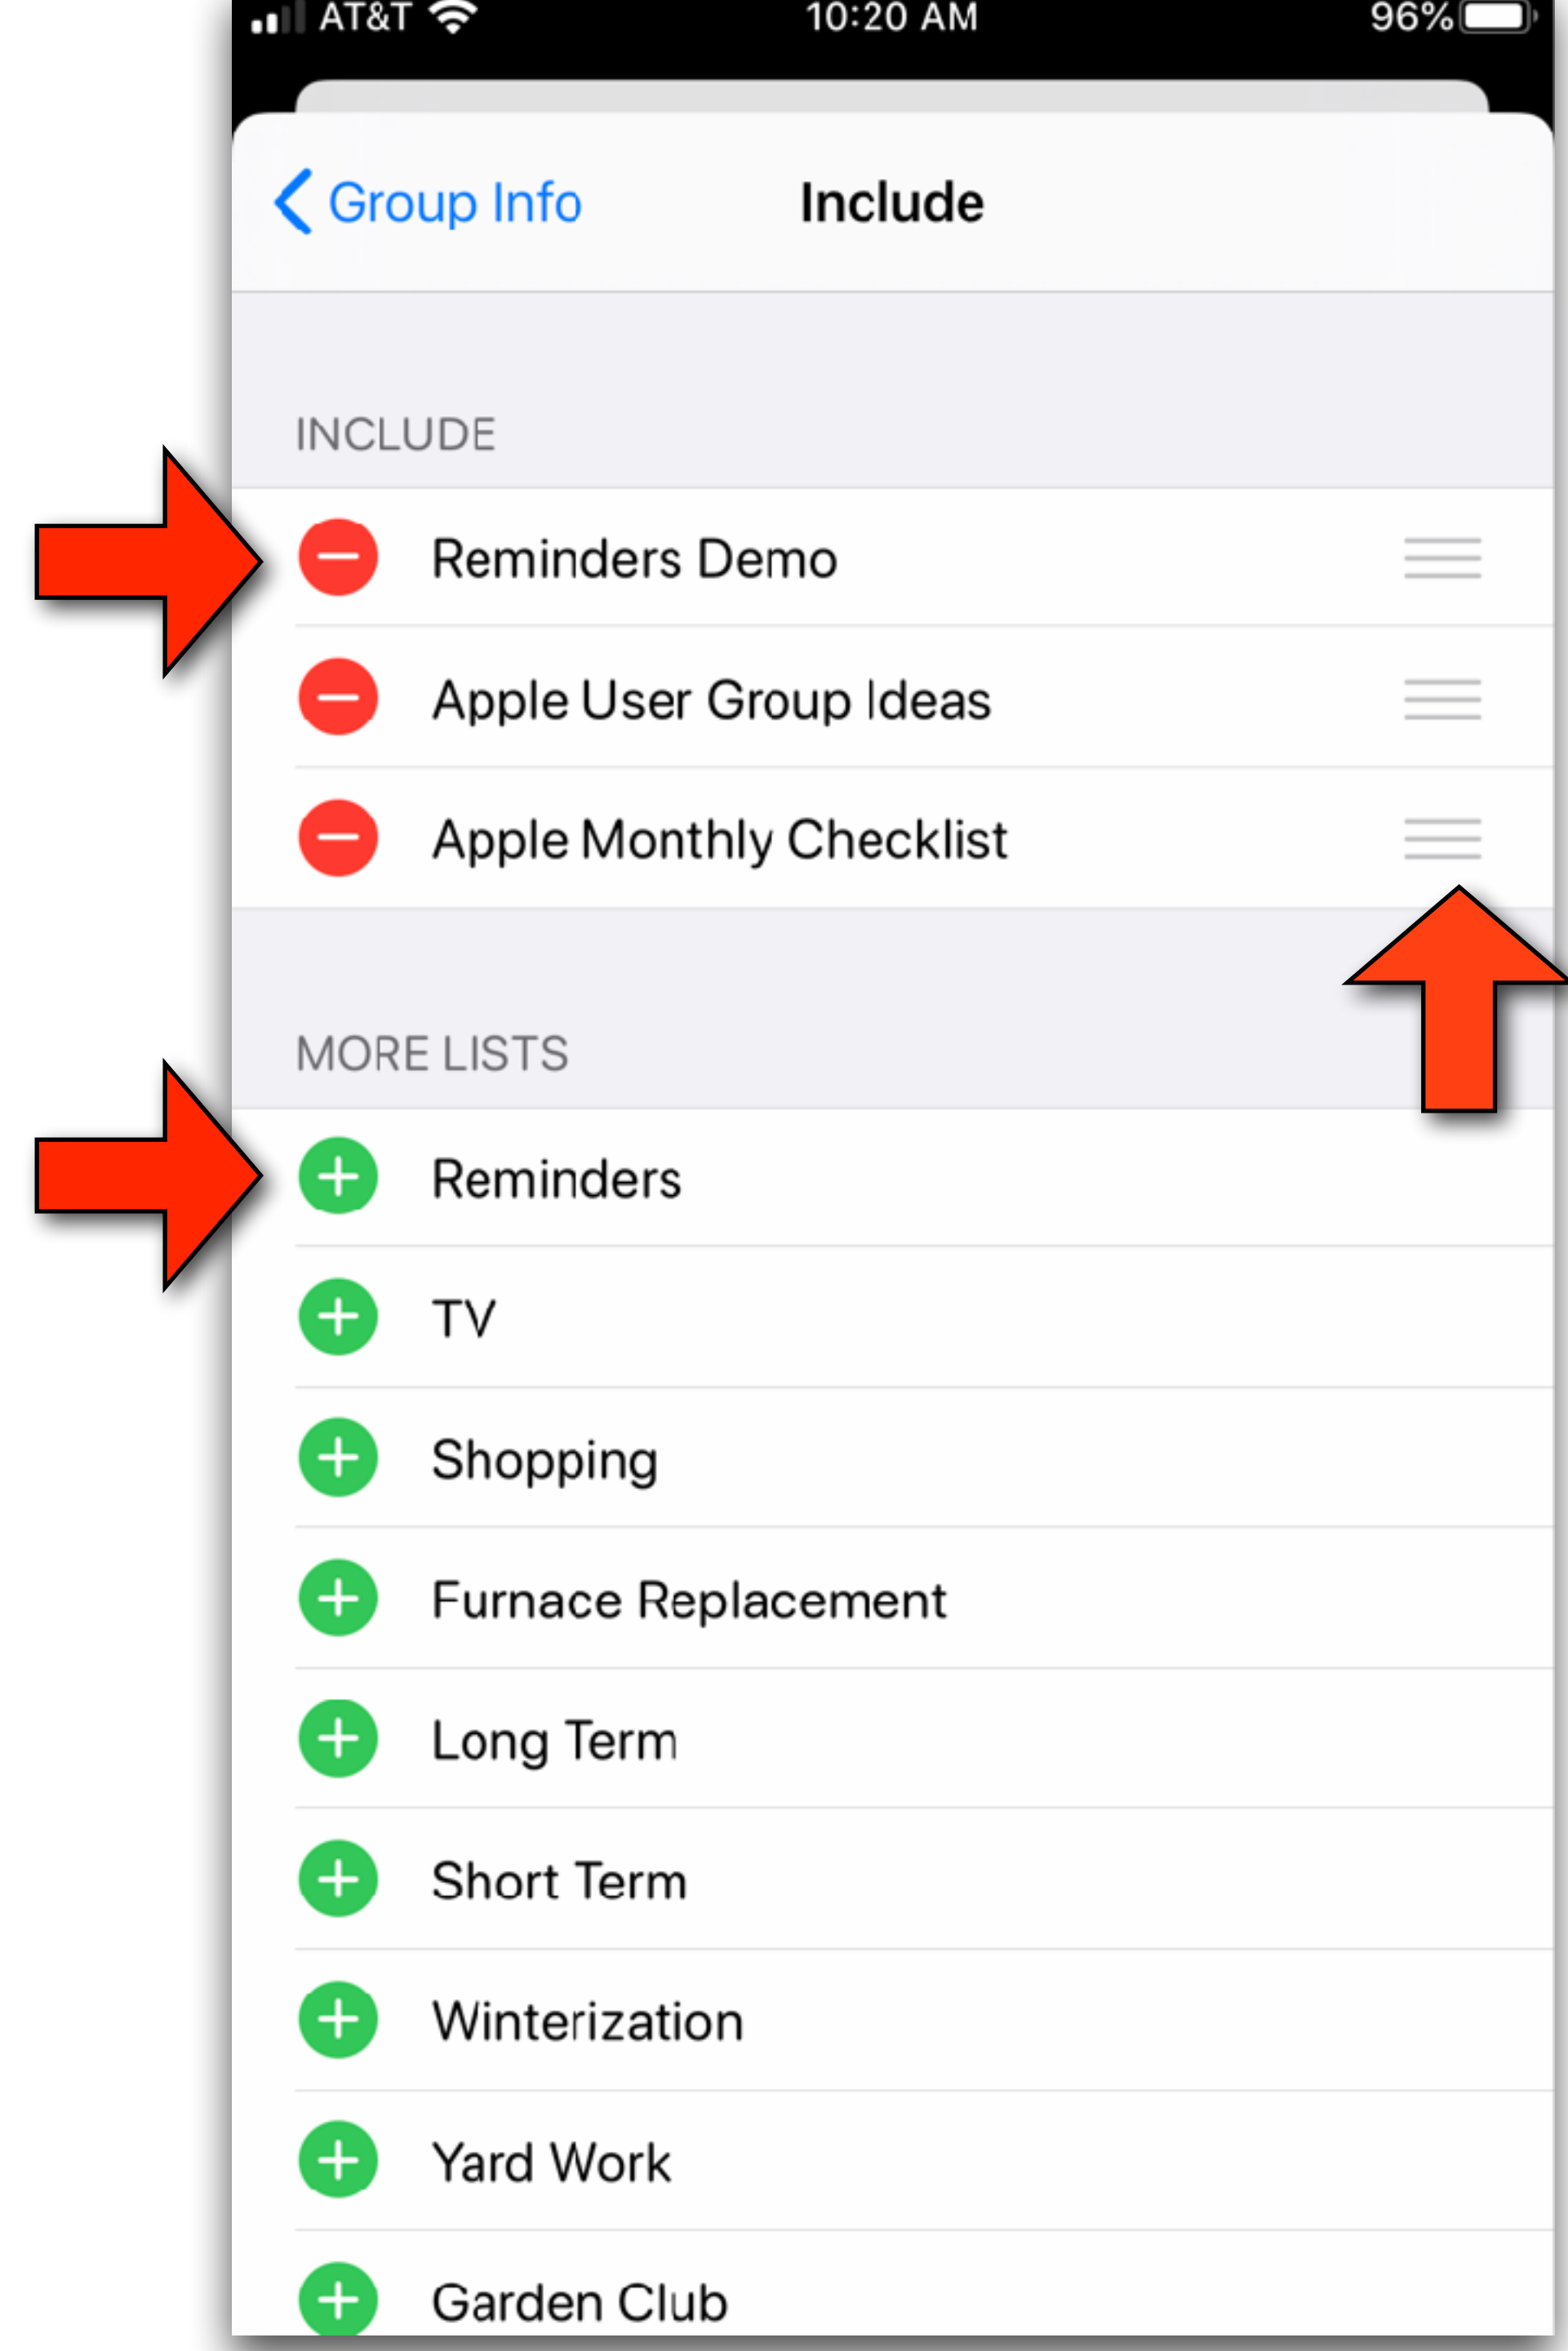 AT&T 10:20 AM 96%
Group Info Include
INCLUDE
Reminders Demo
Apple User Group Ideas
Apple Monthly Checklist
MORE LISTS
Reminders
TV
Shopping
Furnace Replacement
Long Term
Short Term
Winterization
Yard Work
Garden Club